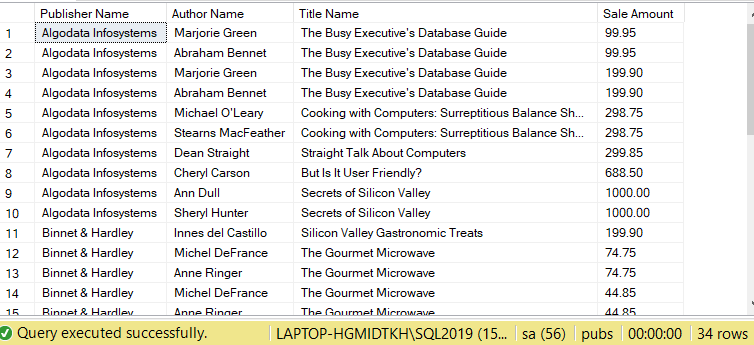 Publisher Name Author Name Title Name Sale Amount
1 Algodata Infosystems Marjorie Green The Busy Executive's Database Guide 99.95
2 Algodata Infosystems Abraham Bennet The Busy Executive's Database Guide 99.95
3 Algodata Infosystems Marjorie Green The Busy Executive's Database Guide 199.90
4 Algodata Infosystems Abraham Bennet The Busy Executive's Database Guide 199.90
5 Algodata Infosystems Michael O'Leary Cooking with Computers: Surreptitious Balance Sh... 298.75
6 Algodata Infosystems Stearns MacFeather Cooking with Computers: Surreptitious Balance Sh... 298.75
7 Algodata Infosystems Dean Straight Straight Talk About Computers 299.85
8 Algodata Infosystems Cheryl Carson But Is It User Friendly? 688.50
9 Algodata Infosystems Ann Dull Secrets of Silicon Valley 1000.00
10 Algodata Infosystems Sheryl Hunter Secrets of Silicon Valley 1000.00
11 Binnet & Hardley Innes del Castillo Silicon Valley Gastronomic Treats 199.90
12 Binnet & Hardley Michel DeFrance The Gourmet Microwave 74.75
13 Binnet & Hardley Anne Ringer The Gourmet Microwave 74.75
14 Binnet & Hardley Michel DeFrance The Gourmet Microwave 44.85
15 Binnet & Hardley Anne Ringer The Gourmet Microwave 44.85
Query executed successfully. LAPTOP-HGMIDTKH\SQL2019 (15... sa (56) pubs 00:00:00 34 rows